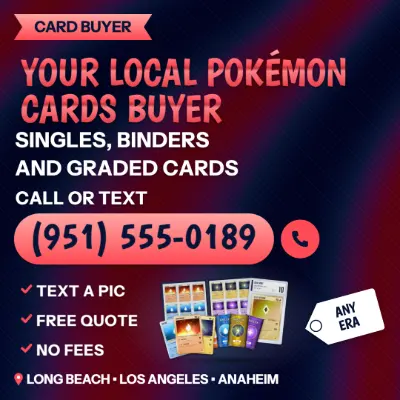 CARD BUYER
YOUR LOCAL POKÉMON
CARDS BUYER
SINGLES, BINDERS
AND GRADED CARDS
CALL OR TEXT
(951) 555-0189
TEXT A PIC
FREE QUOTE
NO FEES
ANY
ERA
LONG BEACH • LOS ANGELES • ANAHEIM